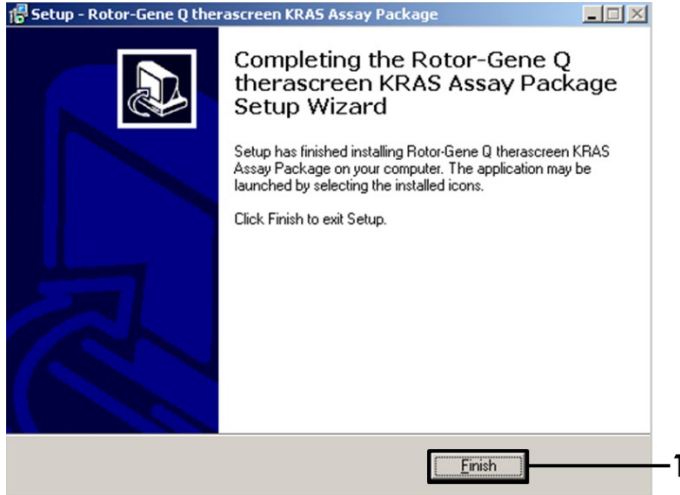 Setup - Rotor-Gene Q therascreen KRAS Assay Package
Completing the Rotor-Gene Q
therascreen KRAS Assay Package
Setup Wizard
Setup has finished installing Rotor-Gene Q therascreen KRAS
Assay Package on your computer. The application may be
launched by selecting the installed icons.
Click Finish to exit Setup.
Finish
1